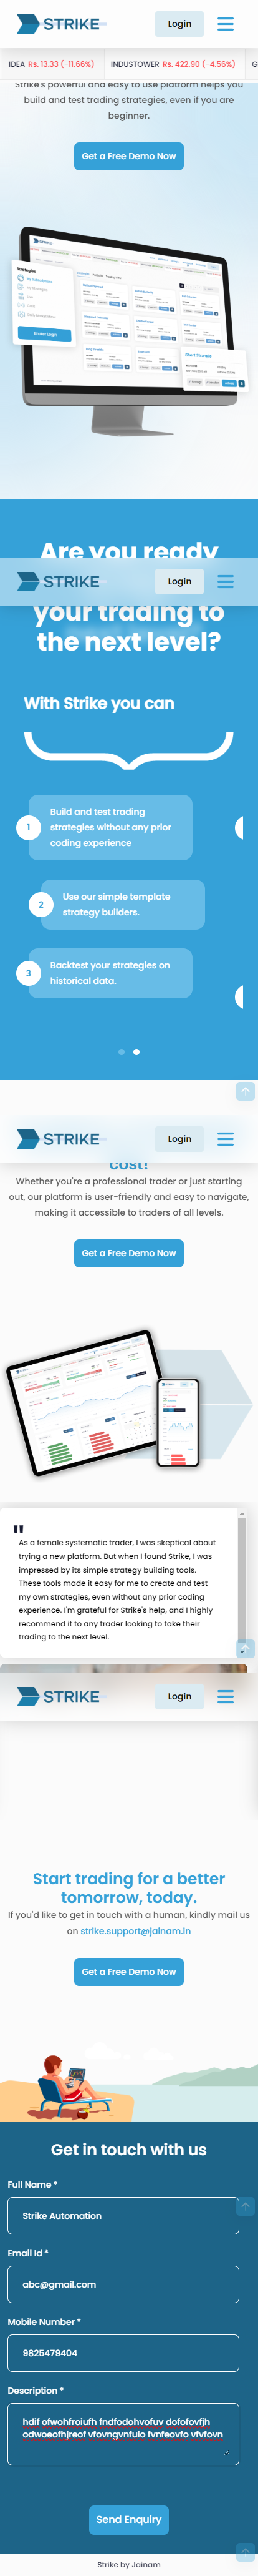 STRIKE
Login
IDEA Rs. 13.33 (-11.66%) INDUSTOWER Rs. 422.90 (-4.56%) G
Strike's powerful and easy to use platform helps you
build and test trading strategies, even if you are
beginner.
Get a Free Demo Now
Strategies
Broker Login
Short Strangle
Are you ready
STRIKE
Login
your trading to
the next level?
With Strike you can
1
Build and test trading
strategies without any prior
coding experience
2
Use our simple template
strategy builders.
3
Backtest your strategies on
historical data.
STRIKE
Login
cost!
Whether you're a professional trader or just starting
out, our platform is user-friendly and easy to navigate,
making it accessible to traders of all levels.
Get a Free Demo Now
"
As a female systematic trader, I was skeptical about
trying a new platform. But when I found Strike, I was
impressed by its simple strategy building tools.
These tools made it easy for me to create and test
my own strategies, even without any prior coding
experience. I'm grateful for Strike's help, and I highly
recommend it to any trader looking to take their
trading to the next level.
STRIKE
Login
Start trading for a better
tomorrow, today.
If you'd like to get in touch with a human, kindly mail us
on strike.support@jainam.in
Get a Free Demo Now
Get in touch with us
Full Name *
Strike Automation
Email Id *
abc@gmail.com
Mobile Number *
9825479404
Description *
hdif ofwohfroiufh fndfodohvofuv dofofovfjh
odwoeofhjreof vfovngvnfuio fvnfeovfo vfvfovn
Send Enquiry
Strike by Jainam